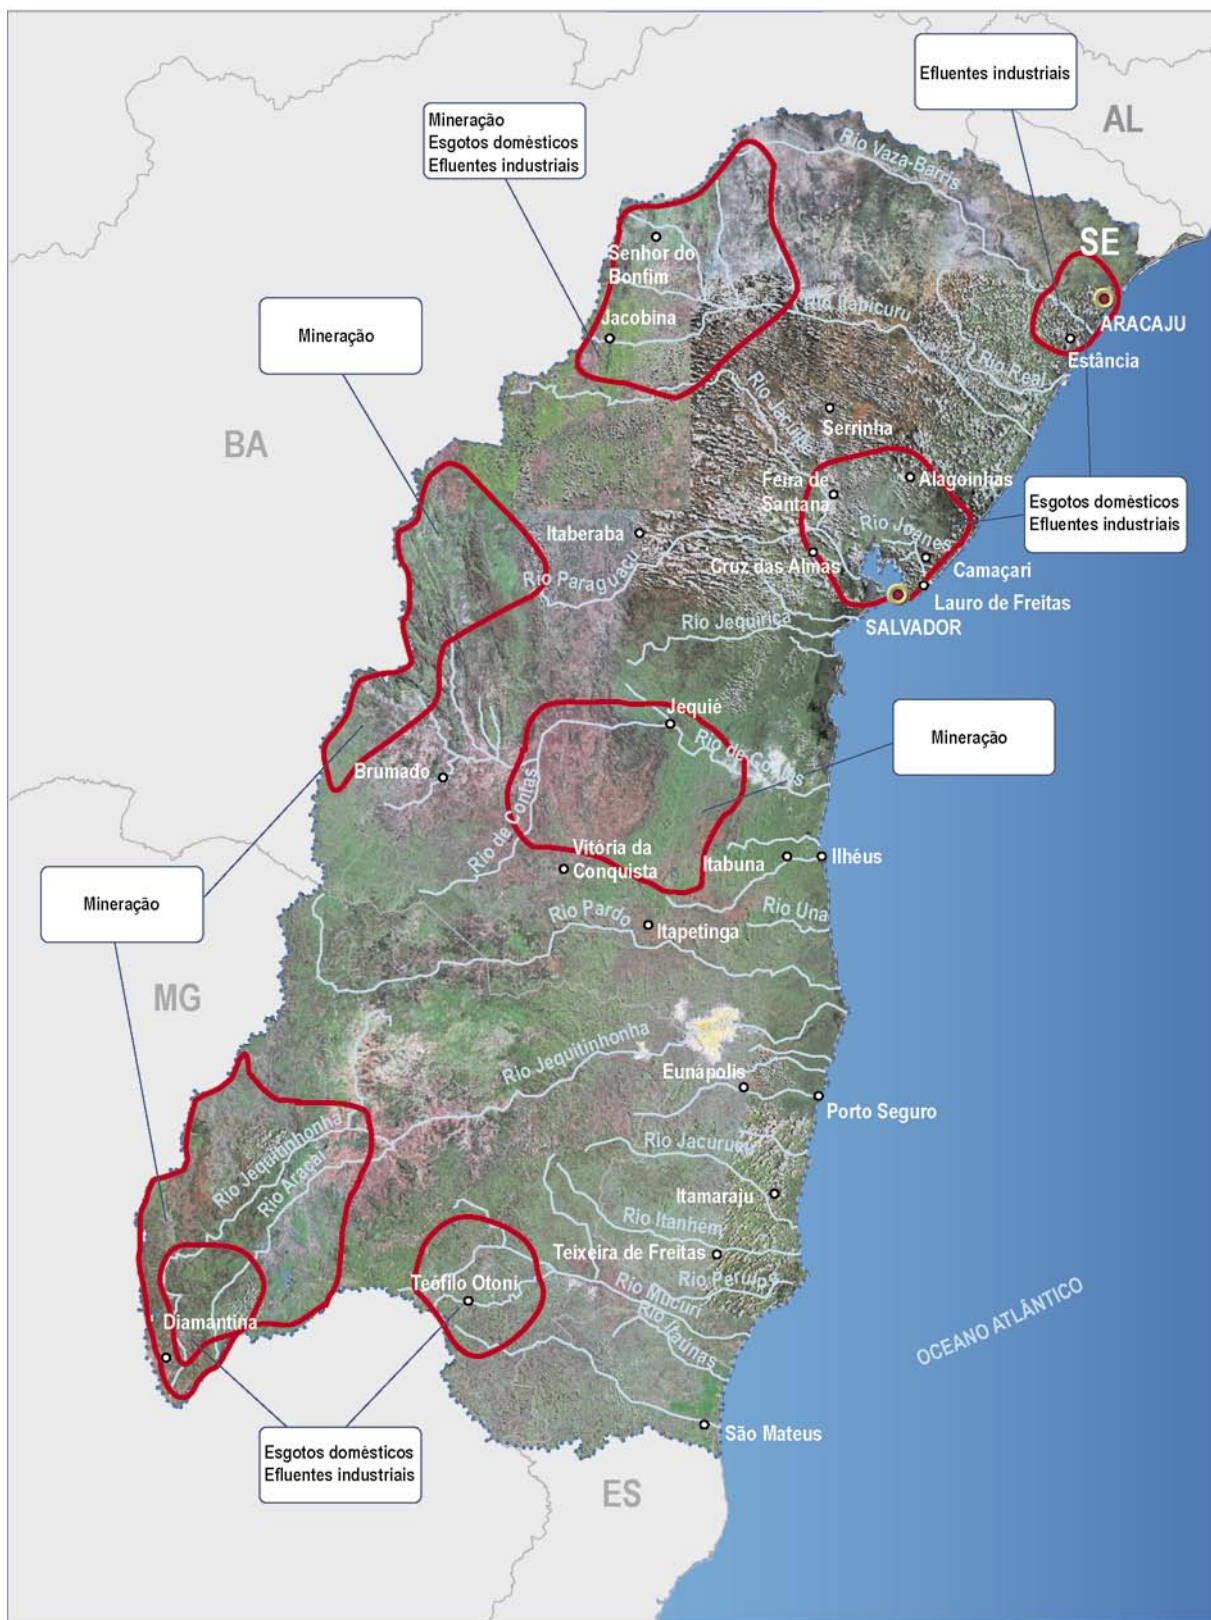 Efluentes industriais
AL
Mineração
Esgotos domésticos
Efluentes industriais
Rio Vaza-Barris
SE
Senhor do
Bonfim
Mineração
Jacobina
Rio Itapicuru
ARACAJU
Estância
Rio Real
BA
Rio Jacuípe
Serrinha
Feira de
Santana
Alagoinhas
Esgotos domésticos
Efluentes industriais
Itaberaba
Rio Joanes
Cruz das Almas
Camaçari
Rio Paraguaçu
Lauro de Freitas
Rio Jequiriçá
SALVADOR
Jequié
Mineração
Rio de Contas
Brumado
Rio de Contas
Vitória da
Conquista
Itabuna
Ilhéus
Mineração
Rio Pardo
Rio Una
Itapetinga
MG
Rio Jequitinhonha
Eunápolis
Porto Seguro
Rio Jequitinhonha
Rio Araçaí
Rio Jacurucu
Itamaraju
Rio Itanhém
Teixeira de Freitas
Teófilo Otoni
Rio Mucuri
Rio Peruípe
Diamantina
Rio Itaúnas
OCEANO ATLÂNTICO
São Mateus
Esgotos domésticos
Efluentes industriais
ES